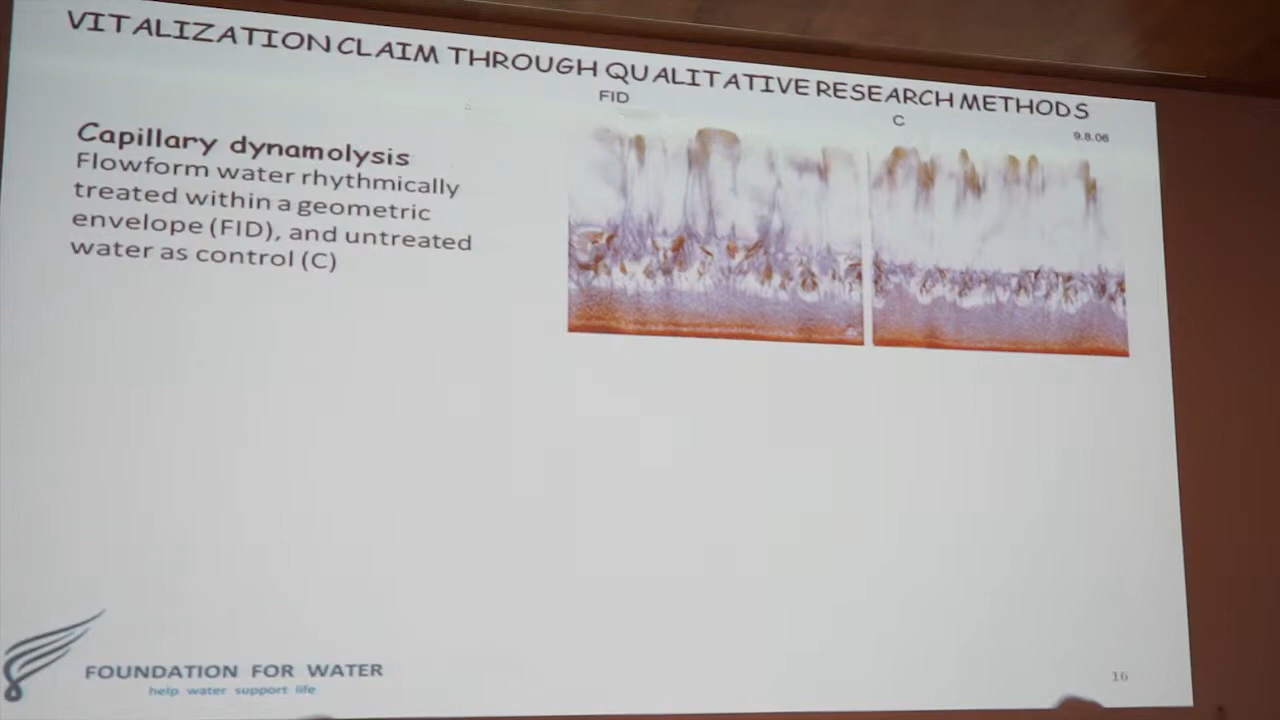 VITALIZATION CLAIM THROUGH QUALITATIVE RESEARCH METHODS
FID
C
9.8.06
Capillary dynamolysis
Flowform water rhythmically
treated within a geometric
envelope (FID), and untreated
water as control (C)
FOUNDATION FOR WATER
help water support life
16